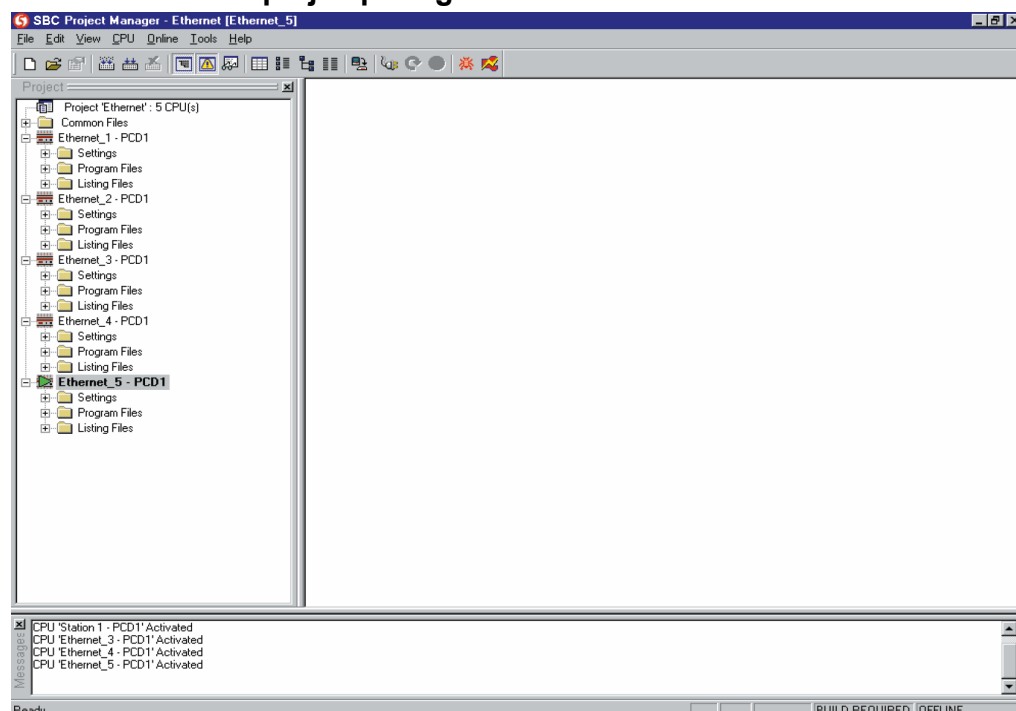 SBC Project Manager - Ethernet [Ethernet_5]
File Edit View CPU Online Tools Help
Project
Project 'Ethernet' : 5 CPU(s)
Common Files
Ethernet_1 - PCD1
Settings
Program Files
Listing Files
Ethernet_2 - PCD1
Settings
Program Files
Listing Files
Ethernet_3 - PCD1
Settings
Program Files
Listing Files
Ethernet_4 - PCD1
Settings
Program Files
Listing Files
Ethernet_5 - PCD1
Settings
Program Files
Listing Files
Messages
CPU 'Station 1 - PCD1' Activated
CPU 'Ethernet_3 - PCD1' Activated
CPU 'Ethernet_4 - PCD1' Activated
CPU 'Ethernet_5 - PCD1' Activated
Ready BUILD REQUIRED OFFLINE